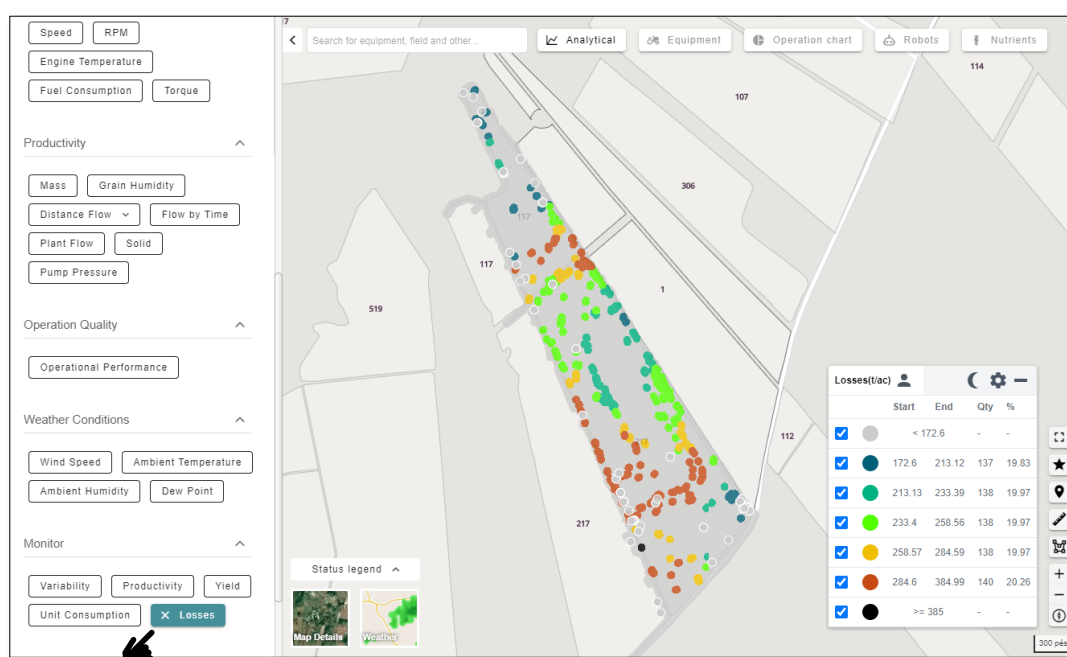 Speed RPM
Engine Temperature
Fuel Consumption Torque
Productivity
Mass Grain Humidity
Distance Flow Flow by Time
Plant Flow Solid
Pump Pressure
Operation Quality
Operational Performance
Weather Conditions
Wind Speed Ambient Temperature
Ambient Humidity Dew Point
Monitor
Variability Productivity Yield
Unit Consumption × Losses
7
Search for equipment, field and other...
Analytical Equipment Operation chart Robots Nutrients
114
107
306
117
117
1
519
112
217
217
Status legend
Map Details Weather
Losses(t/ac)
Start End Qty %
< 172.6 - -
172.6 213.12 137 19.83
213.13 233.39 138 19.97
233.4 258.56 138 19.97
258.57 284.59 138 19.97
284.6 384.99 140 20.26
>= 385 - -
300 pés